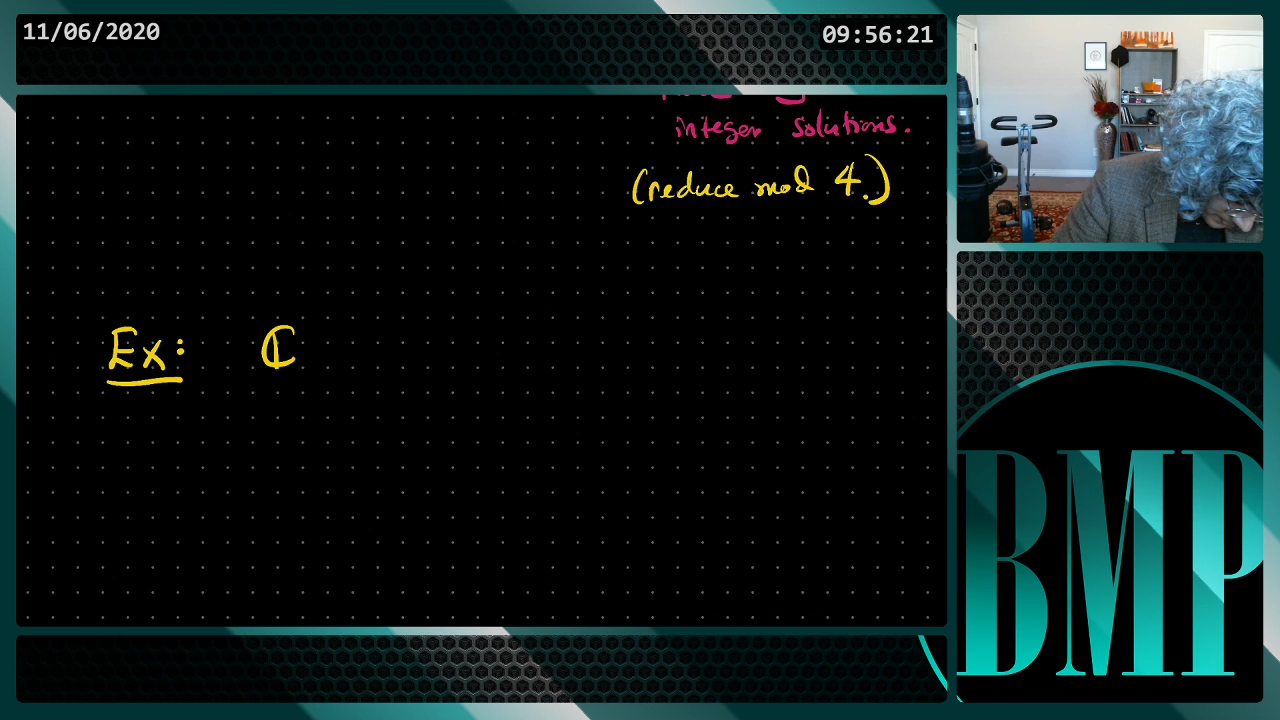 11/06/2020
09:56:21
integer solutions.
(reduce mod 4.)
Ex: ℂ
BMP